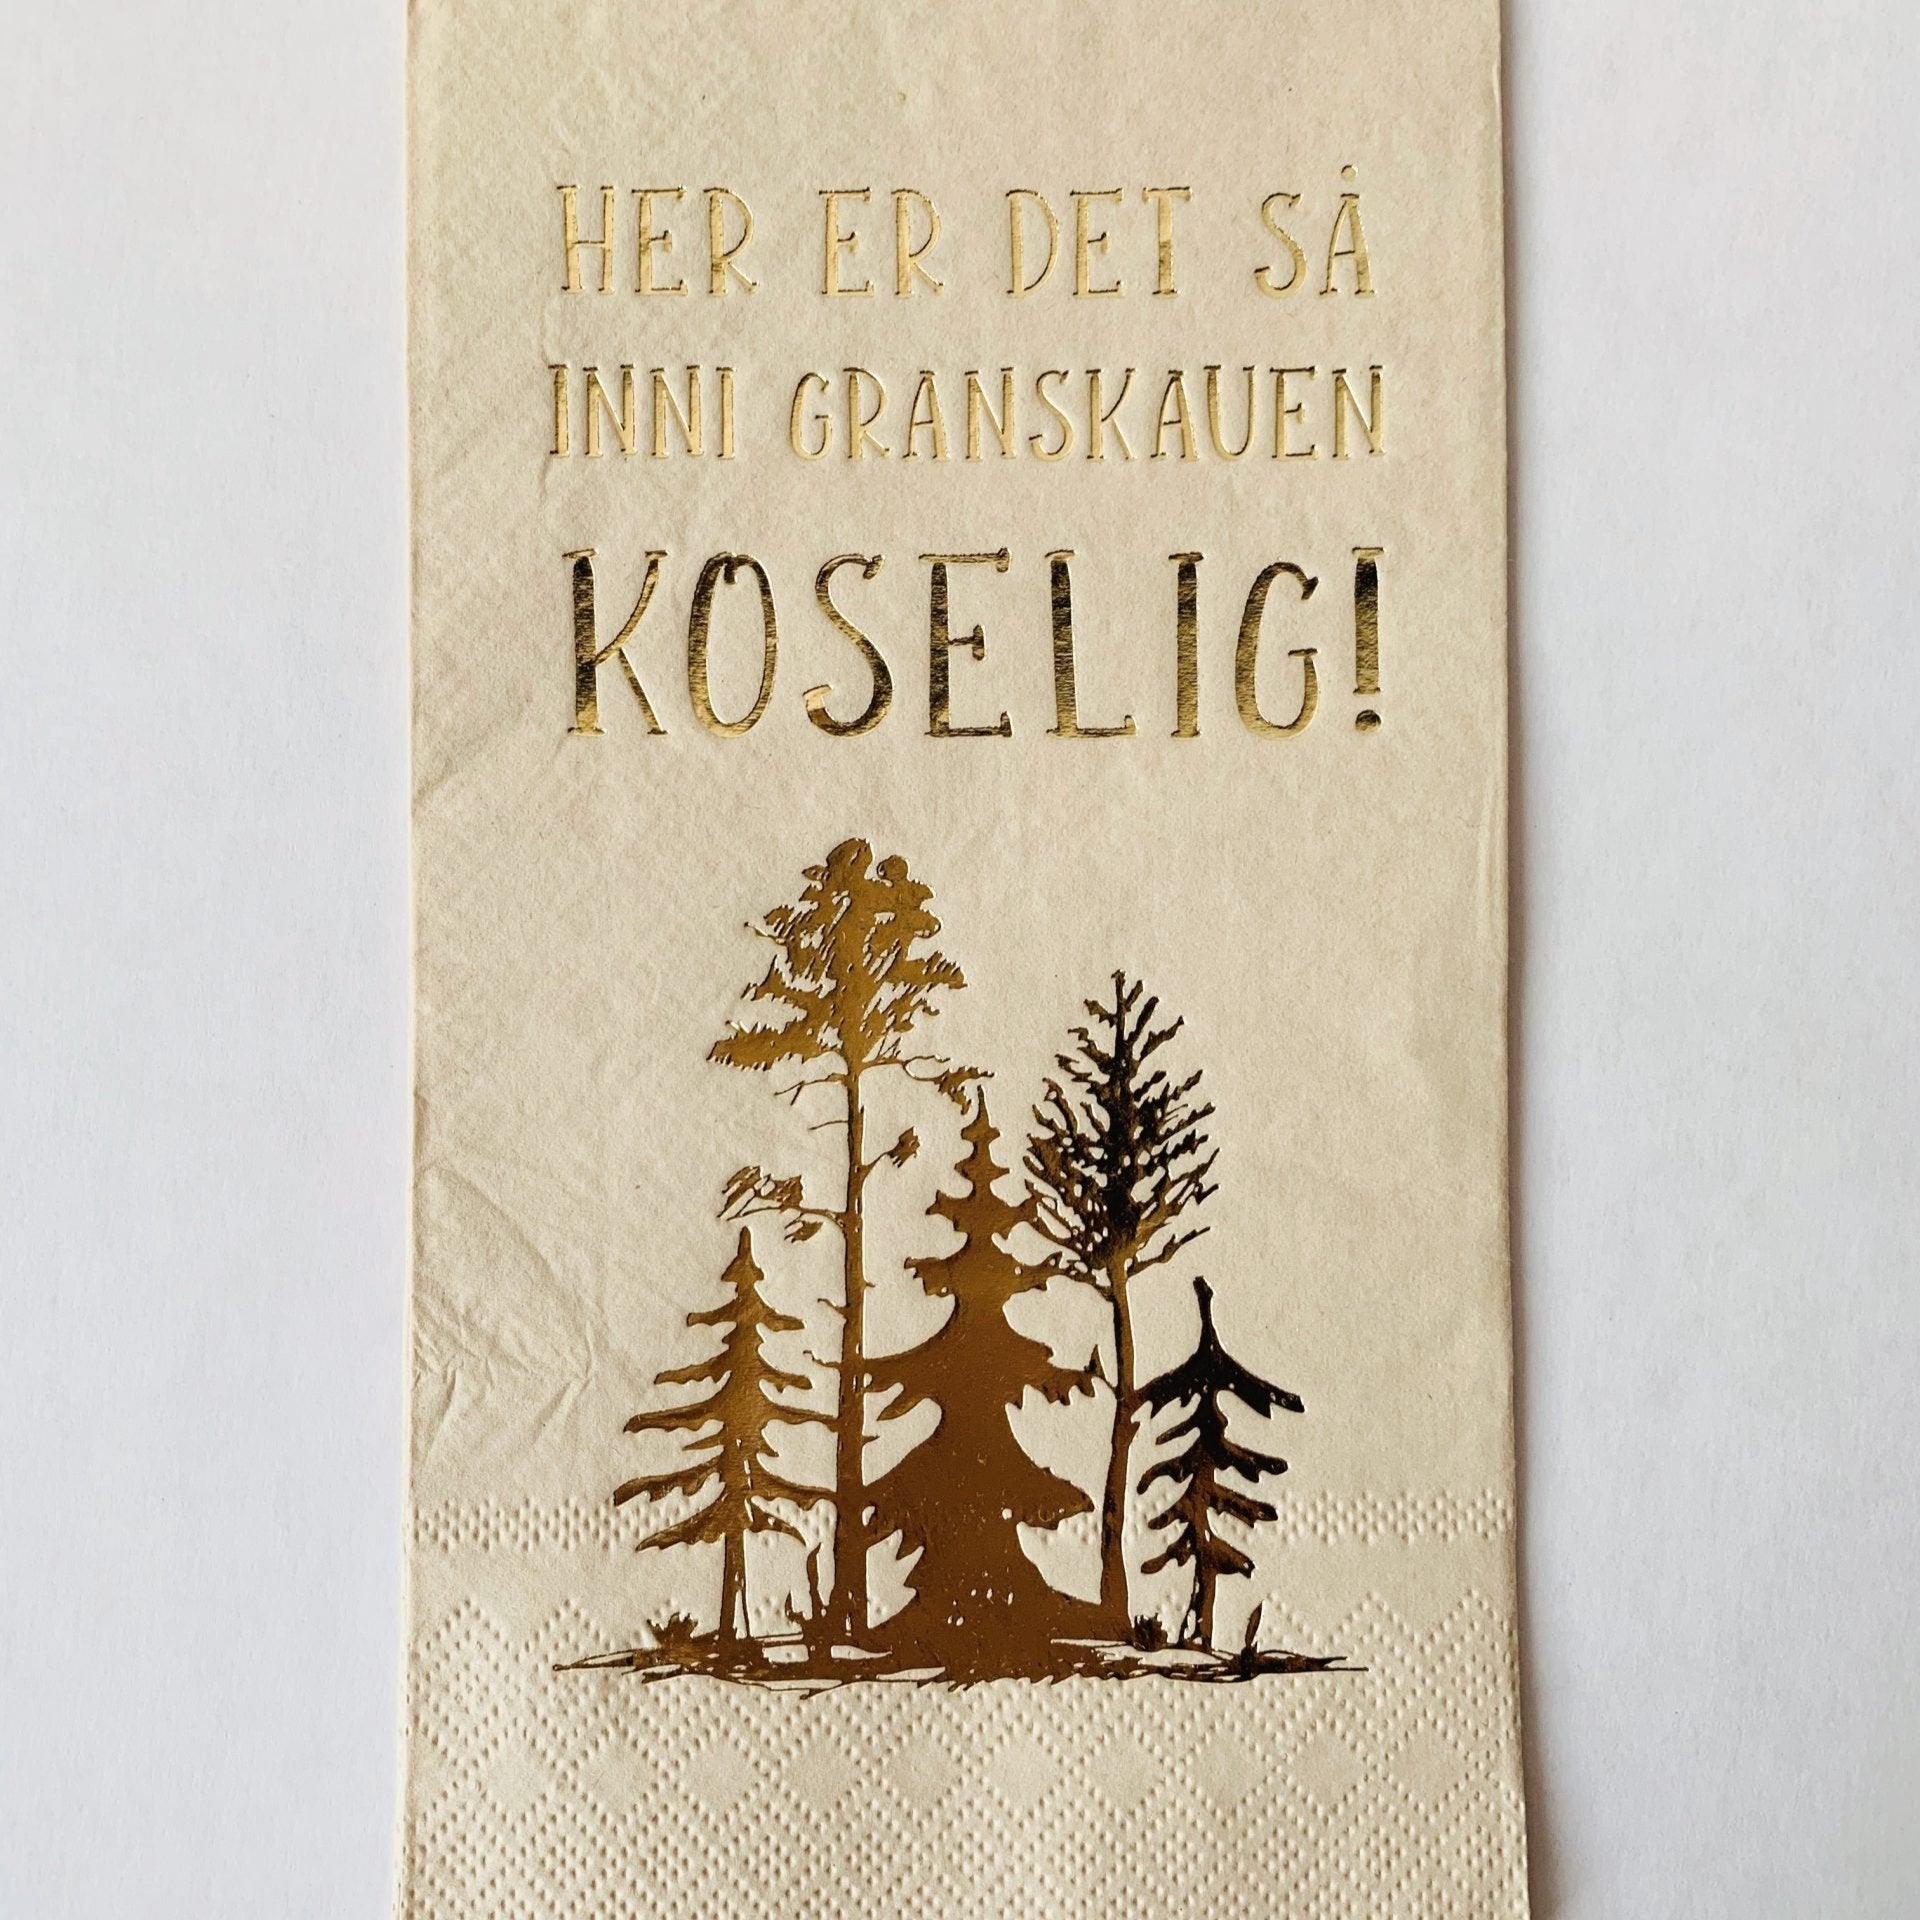 HER ER DET SÅ
INNI GRANSKAUEN
KOSELIG!